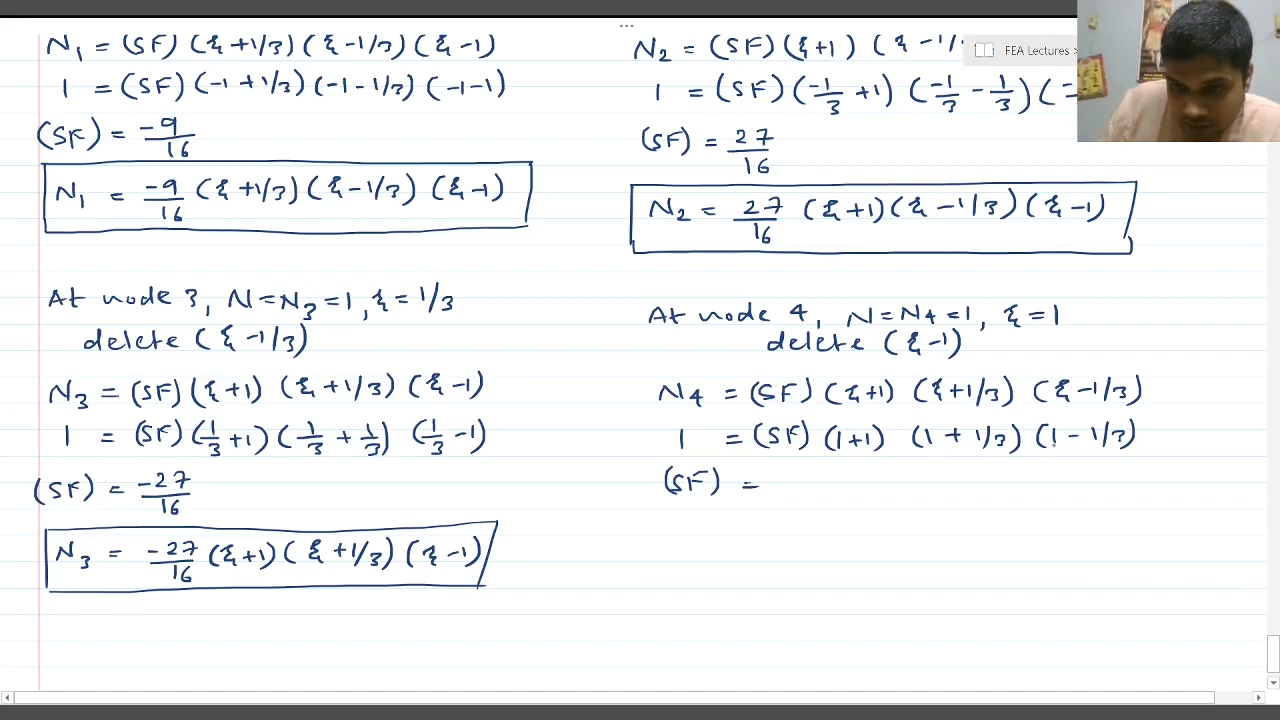 N₁ = (SF) (ξ +1/3) (ξ -1/3) (ξ -1)
1 = (SF) (-1 + 1/3) (-1 - 1/3) (-1-1)
(SF) = -9/16
N₁ = -9/16 (ξ +1/3) (ξ -1/3) (ξ -1)
N₂ = (SF) (ξ +1) (ξ -1/
FEA Lectures >
1 = (SF) (-1/3 +1) (-1/3 - 1/3) (-
(SF) = 27/16
N₂ = 27/16 (ξ +1) (ξ -1/3) (ξ -1)
At node 3, N = N₃ = 1, ξ = 1/3
delete (ξ -1/3)
N₃ = (SF) (ξ +1) (ξ +1/3) (ξ -1)
1 = (SF) (1/3 +1) (1/3 + 1/3) (1/3 -1)
(SF) = -27/16
N₃ = -27/16 (ξ +1) (ξ +1/3) (ξ -1)
At node 4, N = N₄ = 1, ξ = 1
delete (ξ -1)
N₄ = (SF) (ξ +1) (ξ +1/3) (ξ -1/3)
1 = (SF) (1+1) (1 + 1/3) (1 - 1/3)
(SF) =